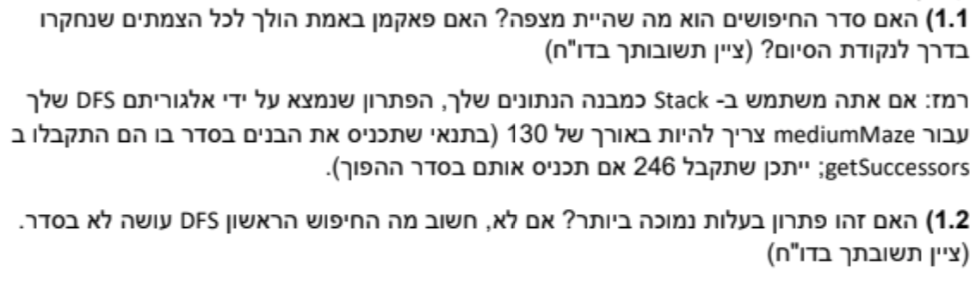 1.1) האם סדר החיפושים הוא מה שהיית מצפה? האם פאקמן באמת הולך לכל הצמתים שנחקרו
בדרך לנקודת הסיום? (ציין תשובותך בדו"ח)
רמז: אם אתה משתמש ב- Stack כמבנה הנתונים שלך, הפתרון שנמצא על ידי אלגוריתם DFS שלך
עבור mediumMaze צריך להיות באורך של 130 (בתנאי שתכניס את הבנים בסדר בו הם התקבלו ב
getSuccessors; ייתכן שתקבל 246 אם תכניס אותם בסדר ההפוך).
1.2) האם זהו פתרון בעלות נמוכה ביותר? אם לא, חשוב מה החיפוש הראשון DFS עושה לא בסדר.
(ציין תשובתך בדו"ח)